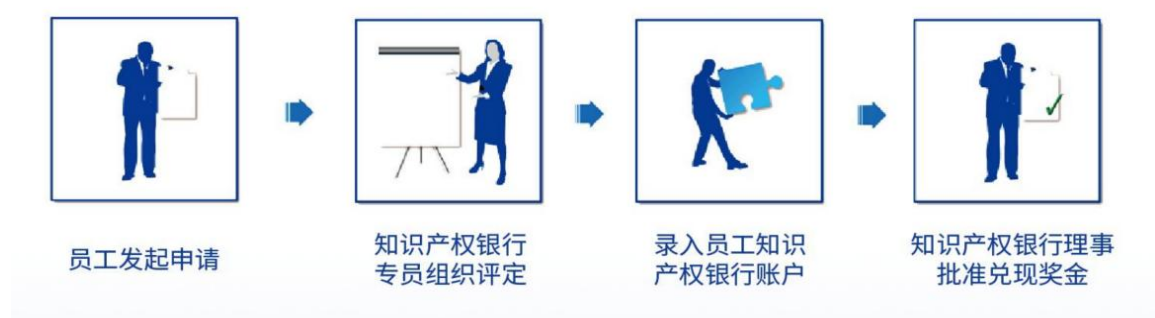 员工发起申请
知识产权银行
专员组织评定
录入员工知识
产权银行账户
知识产权银行理事
批准兑现奖金